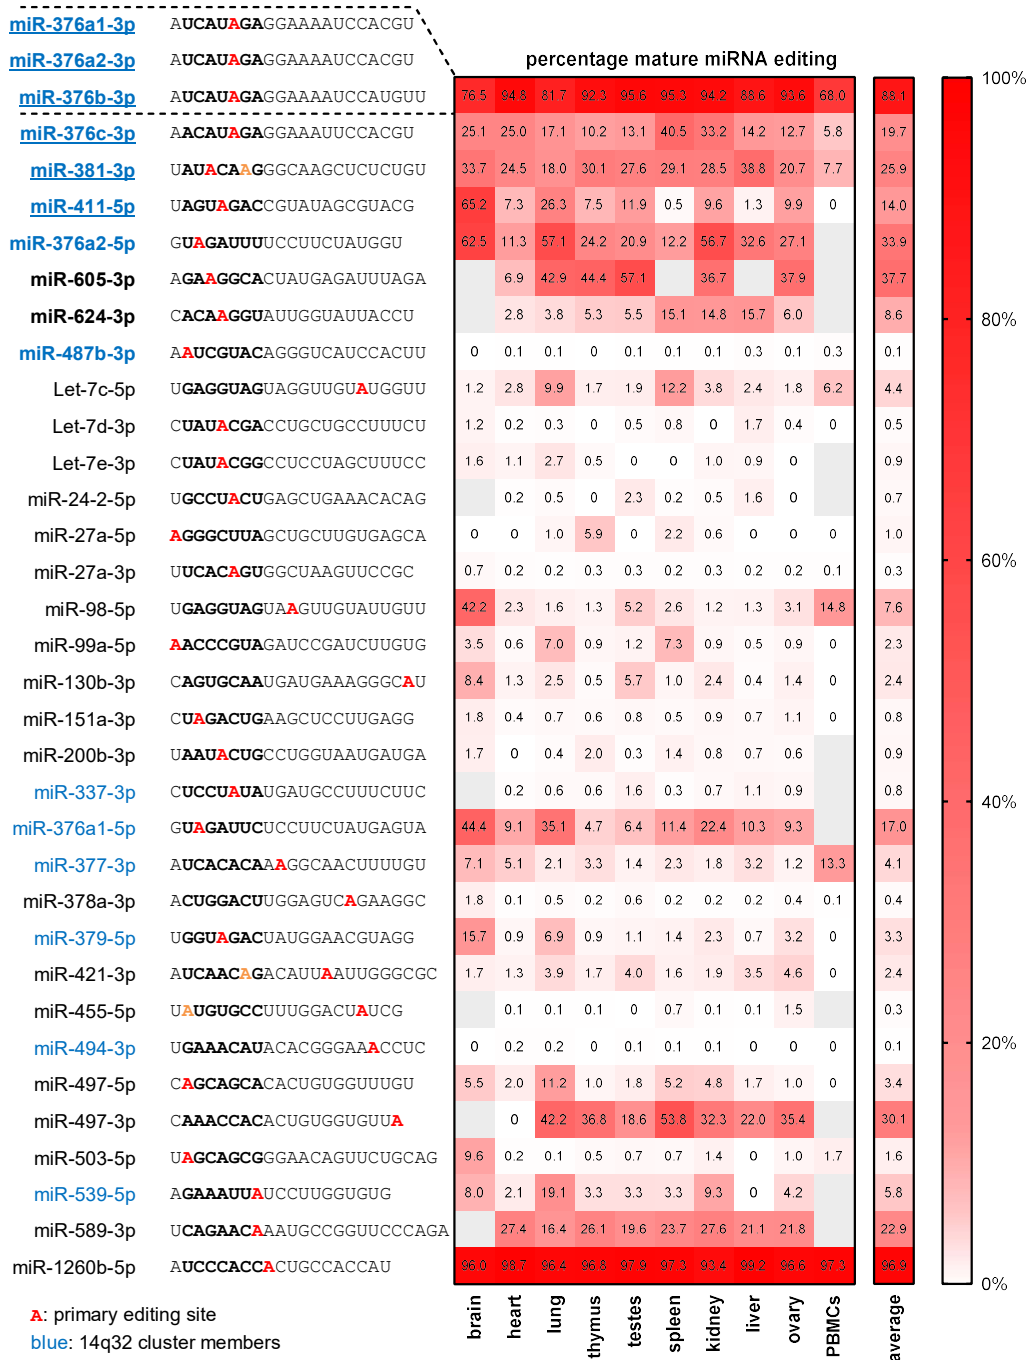 miR-376a1-3p AUCAUAGAGGAAAAUCCACGU
miR-376a2-3p AUCAUAGAGGAAAAUCCACGU
percentage mature miRNA editing
miR-376b-3p AUCAUAGAGGAAAAUCCAUGUU 76.5 94.8 81.7 92.3 95.6 95.3 94.2 88.6 93.6 68.0 88.1 100%
miR-376c-3p AACAUAGAGGAAAUUCCACGU 25.1 25.0 17.1 10.2 13.1 40.5 33.2 14.2 12.7 5.8 19.7
miR-381-3p UAUACAAGGGCAAGCUCUCUGU 33.7 24.5 18.0 30.1 27.6 29.1 28.5 38.8 20.7 7.7 25.9
miR-411-5p UAGUAGACCGUAUAGCGUACG 65.2 7.3 26.3 7.5 11.9 0.5 9.6 1.3 9.9 0 14.0
miR-376a2-5p GUAGAUUUUCCUUCUAUGGU 62.5 11.3 57.1 24.2 20.9 12.2 56.7 32.6 27.1 33.9
miR-605-3p AGAAGGCACUAUGAGAUUUAGA 6.9 42.9 44.4 57.1 36.7 37.9 37.7
miR-624-3p CACAAGGUAUUGGUAUUACCU 2.8 3.8 5.3 5.5 15.1 14.8 15.7 6.0 8.6 80%
miR-487b-3p AAUCGUACAGGGUCAUCCACUU 0 0.1 0.1 0 0.1 0.1 0.1 0.3 0.1 0.3 0.1
Let-7c-5p UGAGGUAGUAGGUUGUAUGGUU 1.2 2.8 9.9 1.7 1.9 12.2 3.8 2.4 1.8 6.2 4.4
Let-7d-3p CUAUACGACCUGCUGCCUUUCU 1.2 0.2 0.3 0 0.5 0.8 0 1.7 0.4 0 0.5
Let-7e-3p CUAUACGGCCUCCUAGCUUUCC 1.6 1.1 2.7 0.5 0 0 1.0 0.9 0 0.9
miR-24-2-5p UGCCUACUGAGCUGAAACACAG 0.2 0.5 0 2.3 0.2 0.5 1.6 0 0.7
miR-27a-5p AGGGCUUAGCUGCUUGUGAGCA 0 0 1.0 5.9 0 2.2 0.6 0 0 0 1.0 60%
miR-27a-3p UUCACAGUGGCUAAGUUCCGC 0.7 0.2 0.2 0.3 0.3 0.2 0.3 0.2 0.2 0.1 0.3
miR-98-5p UGAGGUAGUAAGUUGUAUUGUU 42.2 2.3 1.6 1.3 5.2 2.6 1.2 1.3 3.1 14.8 7.6
miR-99a-5p AACCCGUAGAUCCGAUCUUGUG 3.5 0.6 7.0 0.9 1.2 7.3 0.9 0.5 0.9 0 2.3
miR-130b-3p CAGUGCAAUGAUGAAAGGGCAU 8.4 1.3 2.5 0.5 5.7 1.0 2.4 0.4 1.4 0 2.4
miR-151a-3p CUAGACUGAAGCUCCUUGAGG 1.8 0.4 0.7 0.6 0.8 0.5 0.9 0.7 1.1 0 0.8
miR-200b-3p UAAUACUGCCUGGUAAUGAUGA 1.7 0 0.4 2.0 0.3 1.4 0.8 0.7 0.6 0.9
miR-337-3p CUCCUAUAUGAUGCCUUUCUUC 0.2 0.6 0.6 1.6 0.3 0.7 1.1 0.9 0.8 40%
miR-376a1-5p GUAGAUUCUCCUUCUAUGAGUA 44.4 9.1 35.1 4.7 6.4 11.4 22.4 10.3 9.3 17.0
miR-377-3p AUCACACAAAGGCAACUUUUGU 7.1 5.1 2.1 3.3 1.4 2.3 1.8 3.2 1.2 13.3 4.1
miR-378a-3p ACUGGACUUGGAGUCAGAAGGC 1.8 0.1 0.5 0.2 0.6 0.2 0.2 0.2 0.4 0.1 0.4
miR-379-5p UGGUAGACUAUGGAACGUAGG 15.7 0.9 6.9 0.9 1.1 1.4 2.3 0.7 3.2 0 3.3
miR-421-3p AUCAACAGACAUUAAUUGGGCGC 1.7 1.3 3.9 1.7 4.0 1.6 1.9 3.5 4.6 0 2.4
miR-455-5p UAUGUGCCUUUGGACUAUCG 0.1 0.1 0.1 0 0.7 0.1 0.1 1.5 0.3
miR-494-3p UGAAACAUACACGGGAAACCUC 0 0.2 0.2 0 0.1 0.1 0 0 0 0 0.1 20%
miR-497-5p CAGCAGCACACUGUGGUUUGU 5.5 2.0 11.2 1.0 1.8 5.2 4.8 1.7 1.0 0 3.4
miR-497-3p CAAACCACACUGUGGUGUUA 0 42.2 36.8 18.6 53.8 32.3 22.0 35.4 30.1
miR-503-5p UAGCAGCGGGAACAGUUCUGCAG 9.6 0.2 0.1 0.5 0.7 0.7 1.4 0 1.0 1.7 1.6
miR-539-5p AGAAAUUAUCCUUGGUGUG 8.0 2.1 19.1 3.3 3.3 3.3 9.3 0 4.2 5.8
miR-589-3p UCAGAACAAAUGCCGGUUCCCAGA 27.4 16.4 26.1 19.6 23.7 27.6 21.1 21.8 22.9
miR-1260b-5p AUCCCACCACUGCCACCAU 96.0 98.7 96.4 96.8 97.9 97.3 93.4 99.2 96.6 97.3 96.9 0%
brain heart lung thymus testes spleen kidney liver ovary PBMCs average
A: primary editing site
blue: 14q32 cluster members